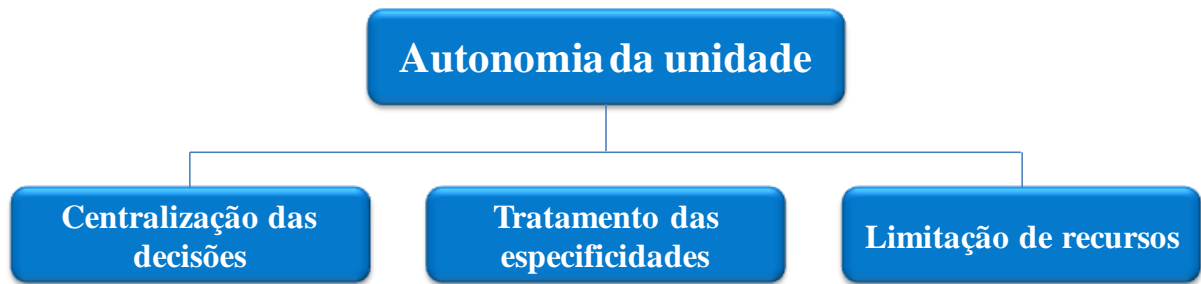 Autonomia da unidade
Centralização das
decisões
Tratamento das
especificidades
Limitação de recursos